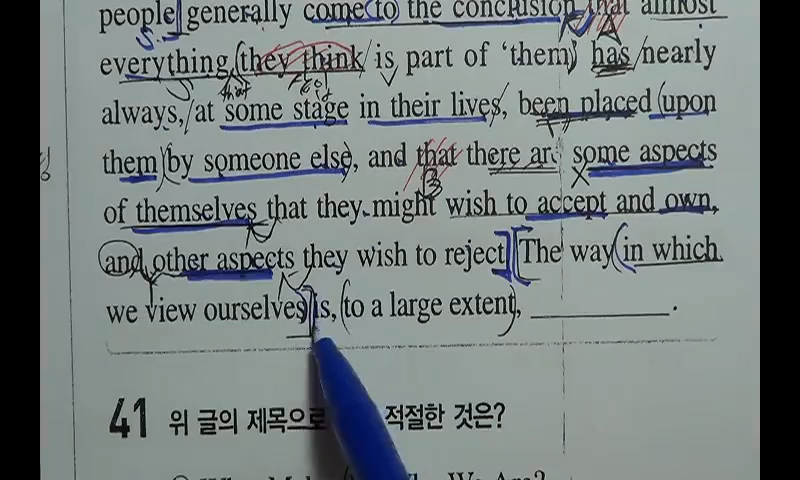 people generally come to the conclusion that almost
everything they think is part of ‘them’ has nearly
always, at some stage in their lives, been placed upon
them by someone else, and that there are some aspects
of themselves that they might wish to accept and own,
and other aspects they wish to reject. The way in which
we view ourselves is, to a large extent, ____________.
41 위 글의 제목으로 적절한 것은?